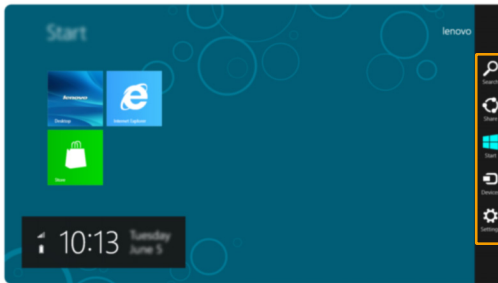 Start
lenovo
Search
Share
Start
Devices
Settings
Desktop
Internet Explorer
Store
10:13
Tuesday
June 5